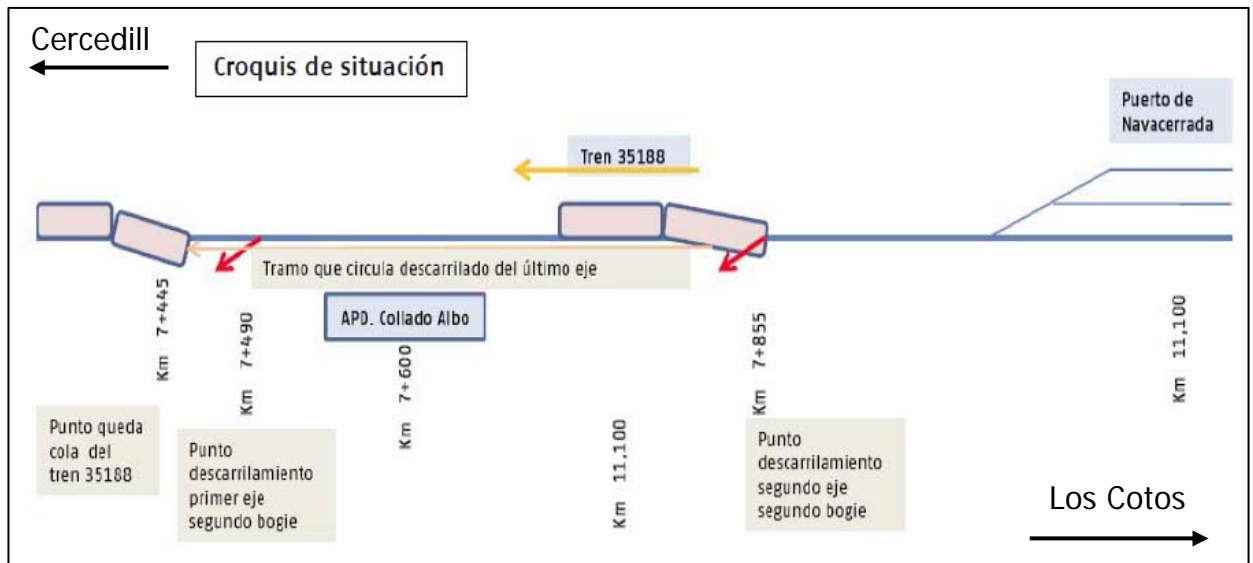 Cercedill
Croquis de situación
Puerto de
Navacerrada
Tren 35188
Tramo que circula descarrilado del último eje
APD. Collado Albo
Km 7+445
Km 7+490
Km 7+600
Km 11,100
Km 7+855
Km 11,100
Punto queda
cola del
tren 35188
Punto
descarrilamiento
primer eje
segundo bogie
Punto
descarrilamiento
segundo eje
segundo bogie
Los Cotos